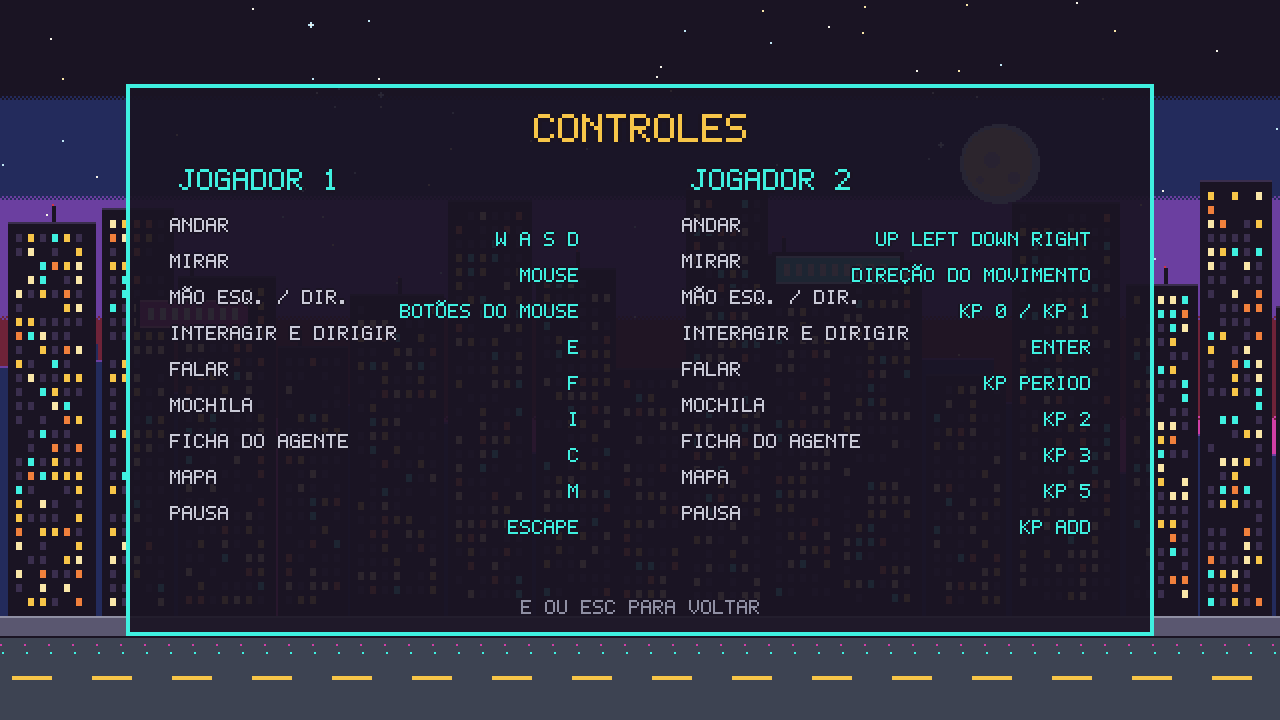 CONTROLES
JOGADOR 1
ANDAR
W A S D
MIRAR
MOUSE
MÃO ESQ. / DIR.
BOTÕES DO MOUSE
INTERAGIR E DIRIGIR
E
FALAR
F
MOCHILA
I
FICHA DO AGENTE
C
MAPA
M
PAUSA
ESCAPE
JOGADOR 2
ANDAR
UP LEFT DOWN RIGHT
MIRAR
DIREÇÃO DO MOVIMENTO
MÃO ESQ. / DIR.
KP 0 / KP 1
INTERAGIR E DIRIGIR
ENTER
FALAR
KP PERIOD
MOCHILA
KP 2
FICHA DO AGENTE
KP 3
MAPA
KP 5
PAUSA
KP ADD
E OU ESC PARA VOLTAR